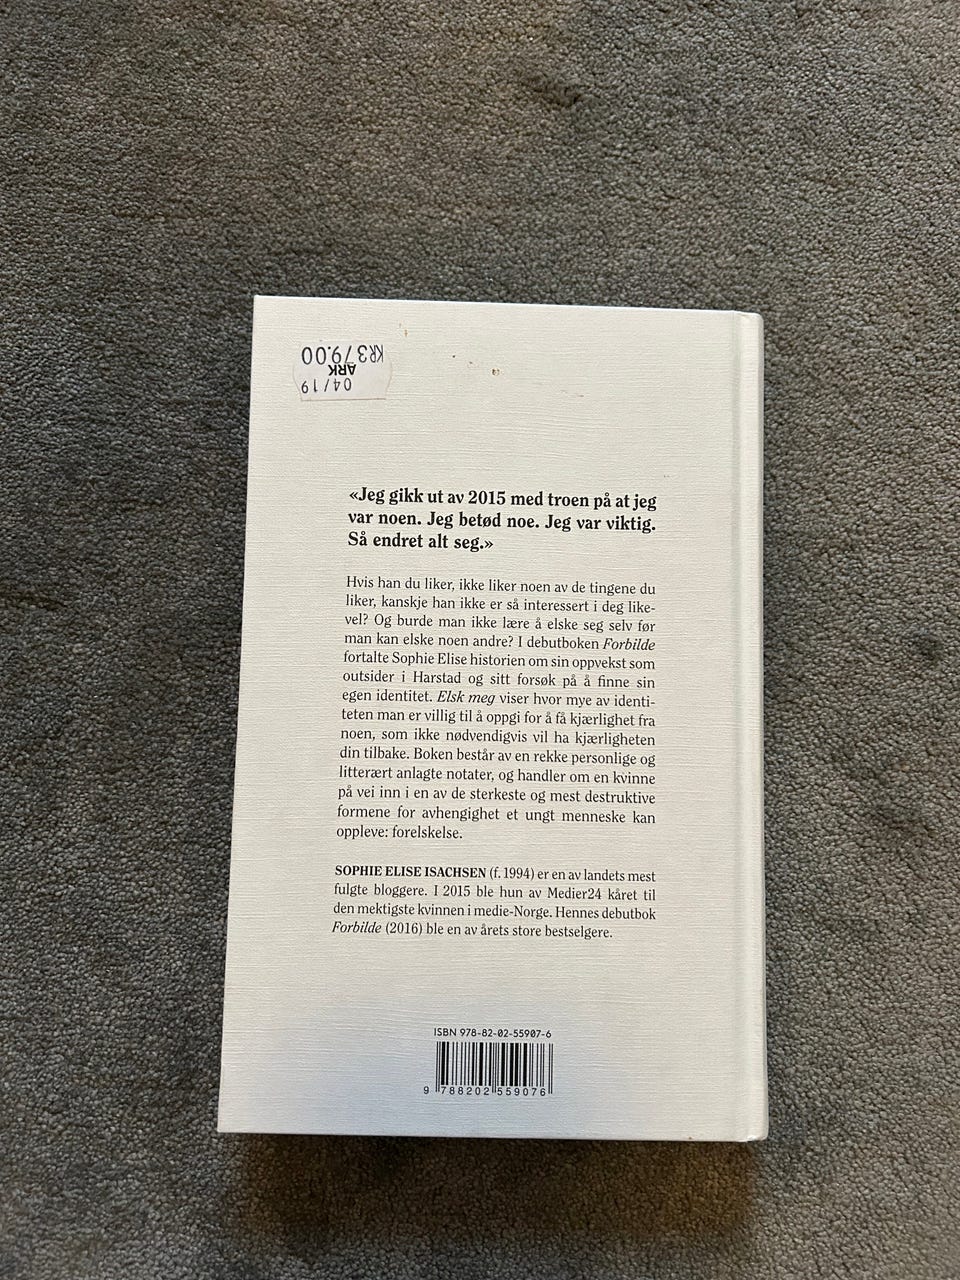 04/19
ARK
KR379.00
«Jeg gikk ut av 2015 med troen på at jeg
var noen. Jeg betød noe. Jeg var viktig.
Så endret alt seg.»
Hvis han du liker, ikke liker noen av de tingene du
liker, kanskje han ikke er så interessert i deg like-
vel? Og burde man ikke lære å elske seg selv før
man kan elske noen andre? I debutboken Forbilde
fortalte Sophie Elise historien om sin oppvekst som
outsider i Harstad og sitt forsøk på å finne sin
egen identitet. Elsk meg viser hvor mye av identi-
teten man er villig til å oppgi for å få kjærlighet fra
noen, som ikke nødvendigvis vil ha kjærligheten
din tilbake. Boken består av en rekke personlige og
litterært anlagte notater, og handler om en kvinne
på vei inn i en av de sterkeste og mest destruktive
formene for avhengighet et ungt menneske kan
oppleve: forelskelse.
SOPHIE ELISE ISACHSEN (f. 1994) er en av landets mest
fulgte bloggere. I 2015 ble hun av Medier24 kåret til
den mektigste kvinnen i medie-Norge. Hennes debutbok
Forbilde (2016) ble en av årets store bestselgere.
ISBN 978-82-02-55907-6
9 788202 559076